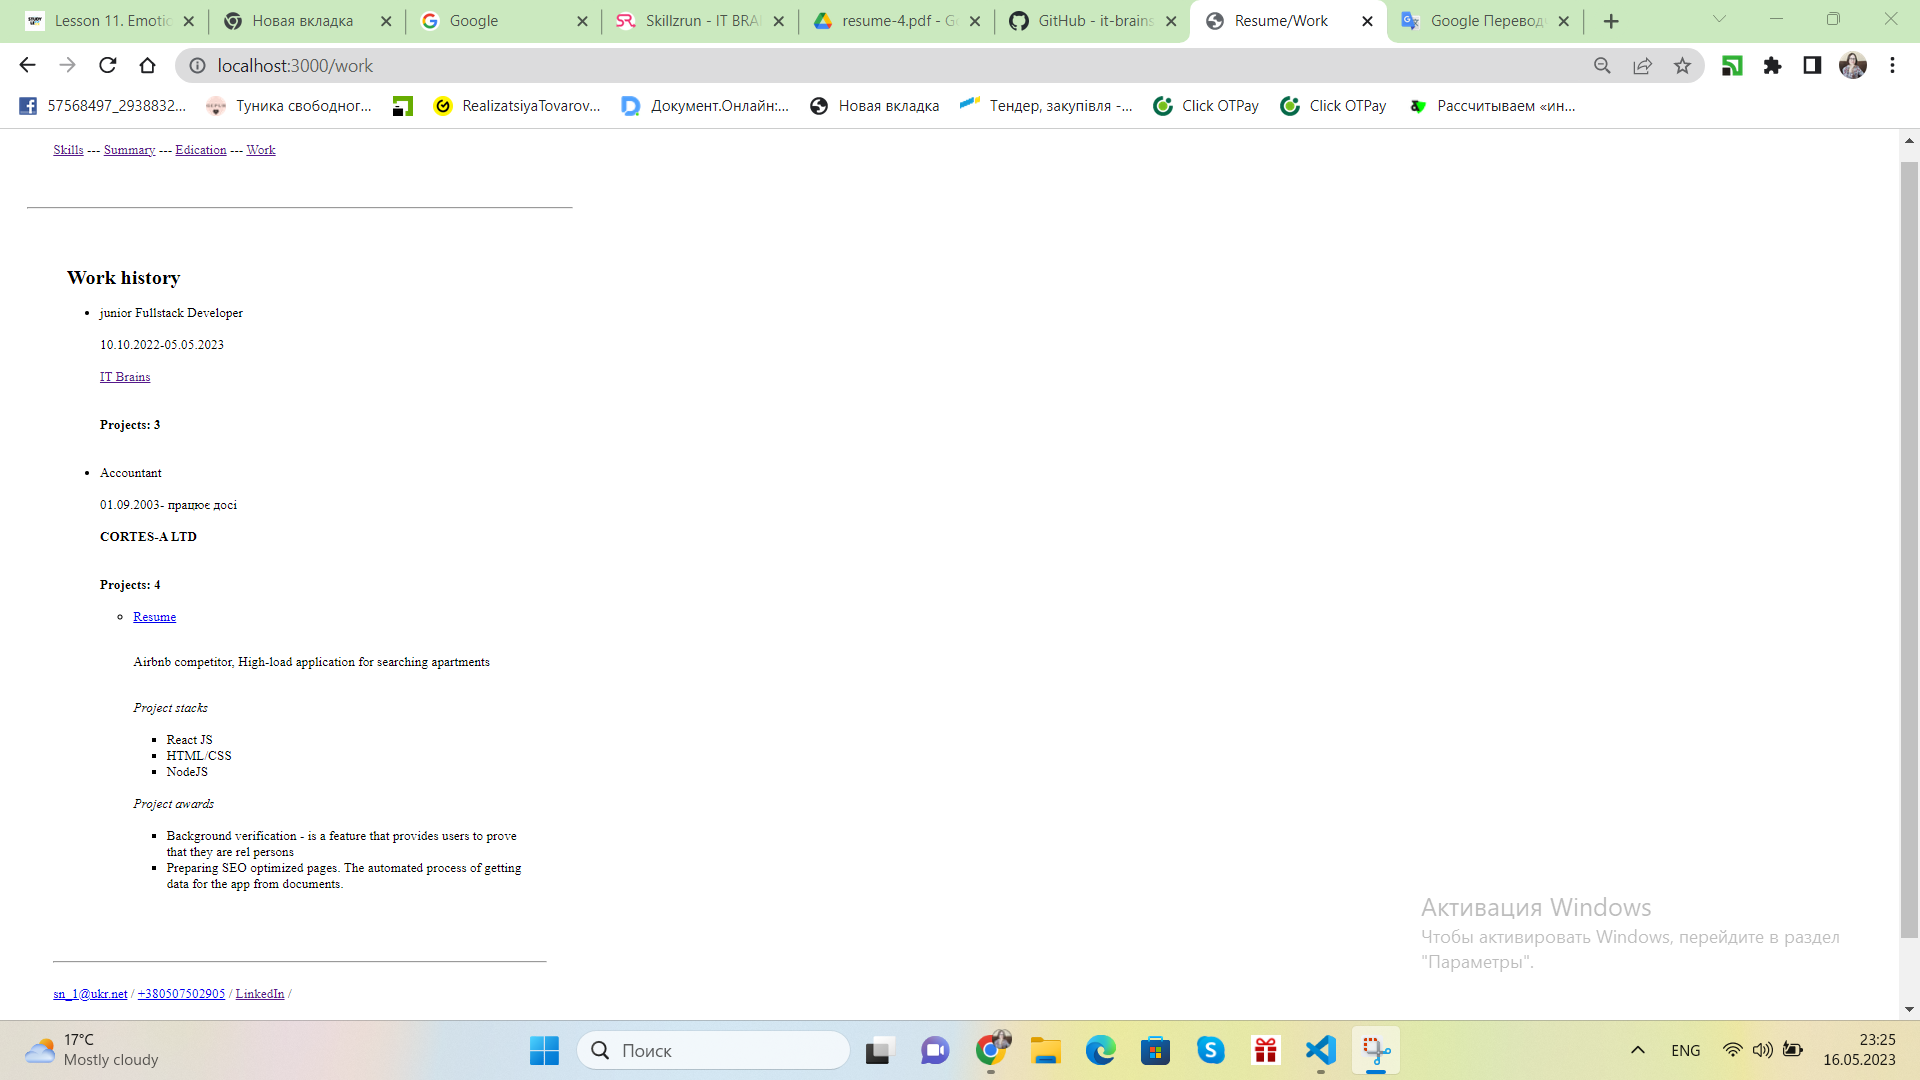 Lesson 11. Emotic
Новая вкладка
Google
Skillzrun - IT BRAI
resume-4.pdf - Go
GitHub - it-brains
Resume/Work
Google Перевод
localhost:3000/work
57568497_2938832...
Туника свободног...
RealizatsiyaTovarov...
Документ.Онлайн:...
Новая вкладка
Тендер, закупівля -...
Click OTPay
Click OTPay
Рассчитываем «ин...
Skills --- Summary --- Edication --- Work
Work history
junior Fullstack Developer
10.10.2022-05.05.2023
IT Brains
Projects: 3
Accountant
01.09.2003- працює досі
CORTES-A LTD
Projects: 4
Resume
Airbnb competitor, High-load application for searching apartments
Project stacks
React JS
HTML/CSS
NodeJS
Project awards
Background verification - is a feature that provides users to prove
that they are rel persons
Preparing SEO optimized pages. The automated process of getting
data for the app from documents.
sn_1@ukr.net / +380507502905 / LinkedIn /
Активация Windows
Чтобы активировать Windows, перейдите в раздел
"Параметры".
17°C
Mostly cloudy
Поиск
ENG
23:25
16.05.2023